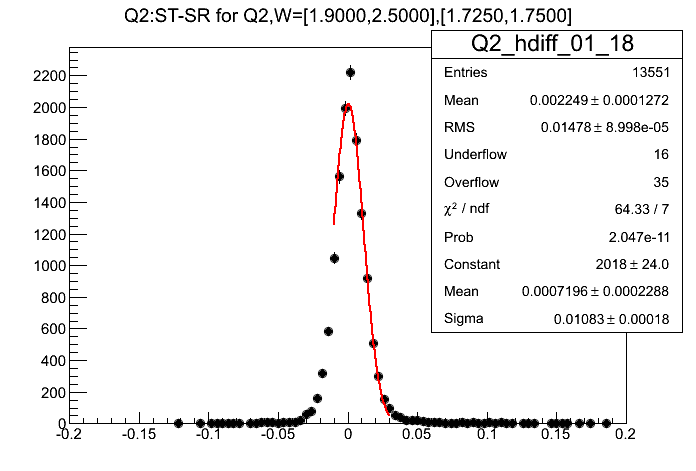 Q2:ST-SR for Q2,W=[1.9000,2.5000],[1.7250,1.7500]
Q2_hdiff_01_18
Entries 13551
Mean 0.002249 ± 0.0001272
RMS 0.01478 ± 8.998e-05
Underflow 16
Overflow 35
χ² / ndf 64.33 / 7
Prob 2.047e-11
Constant 2018 ± 24.0
Mean 0.0007196 ± 0.0002288
Sigma 0.01083 ± 0.00018
2200
2000
1800
1600
1400
1200
1000
800
600
400
200
0
-0.2 -0.15 -0.1 -0.05 0 0.05 0.1 0.15 0.2